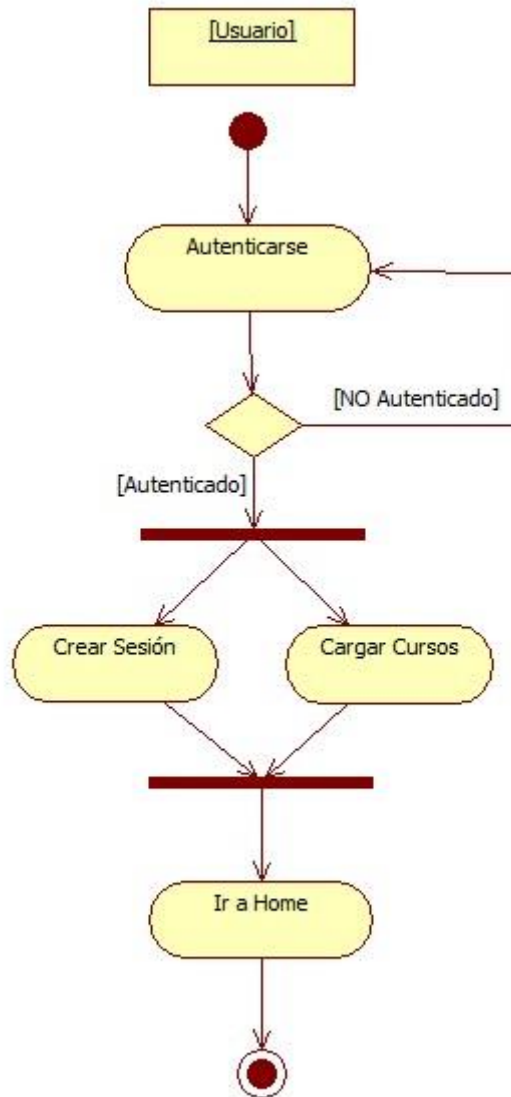 [Usuario]
Autenticarse
[NO Autenticado]
[Autenticado]
Crear Sesión
Cargar Cursos
Ir a Home